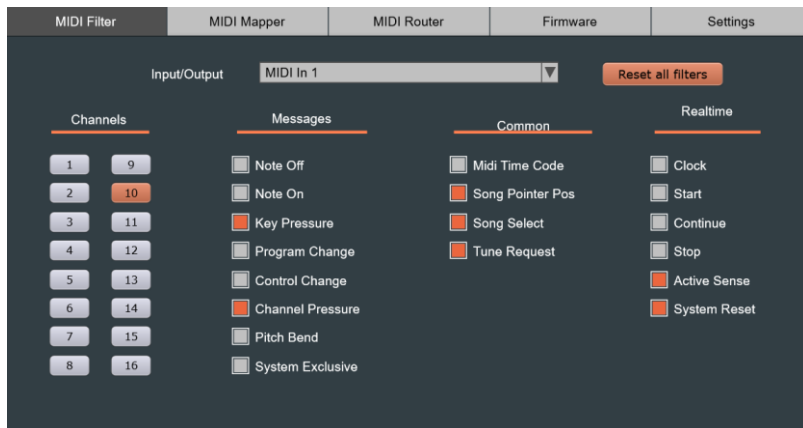 MIDI Filter MIDI Mapper MIDI Router Firmware Settings
Input/Output MIDI In 1 Reset all filters
Channels Messages Common Realtime
1 9 Note Off Midi Time Code Clock
2 10 Note On Song Pointer Pos Start
3 11 Key Pressure Song Select Continue
4 12 Program Change Tune Request Stop
5 13 Control Change Active Sense
6 14 Channel Pressure System Reset
7 15 Pitch Bend
8 16 System Exclusive